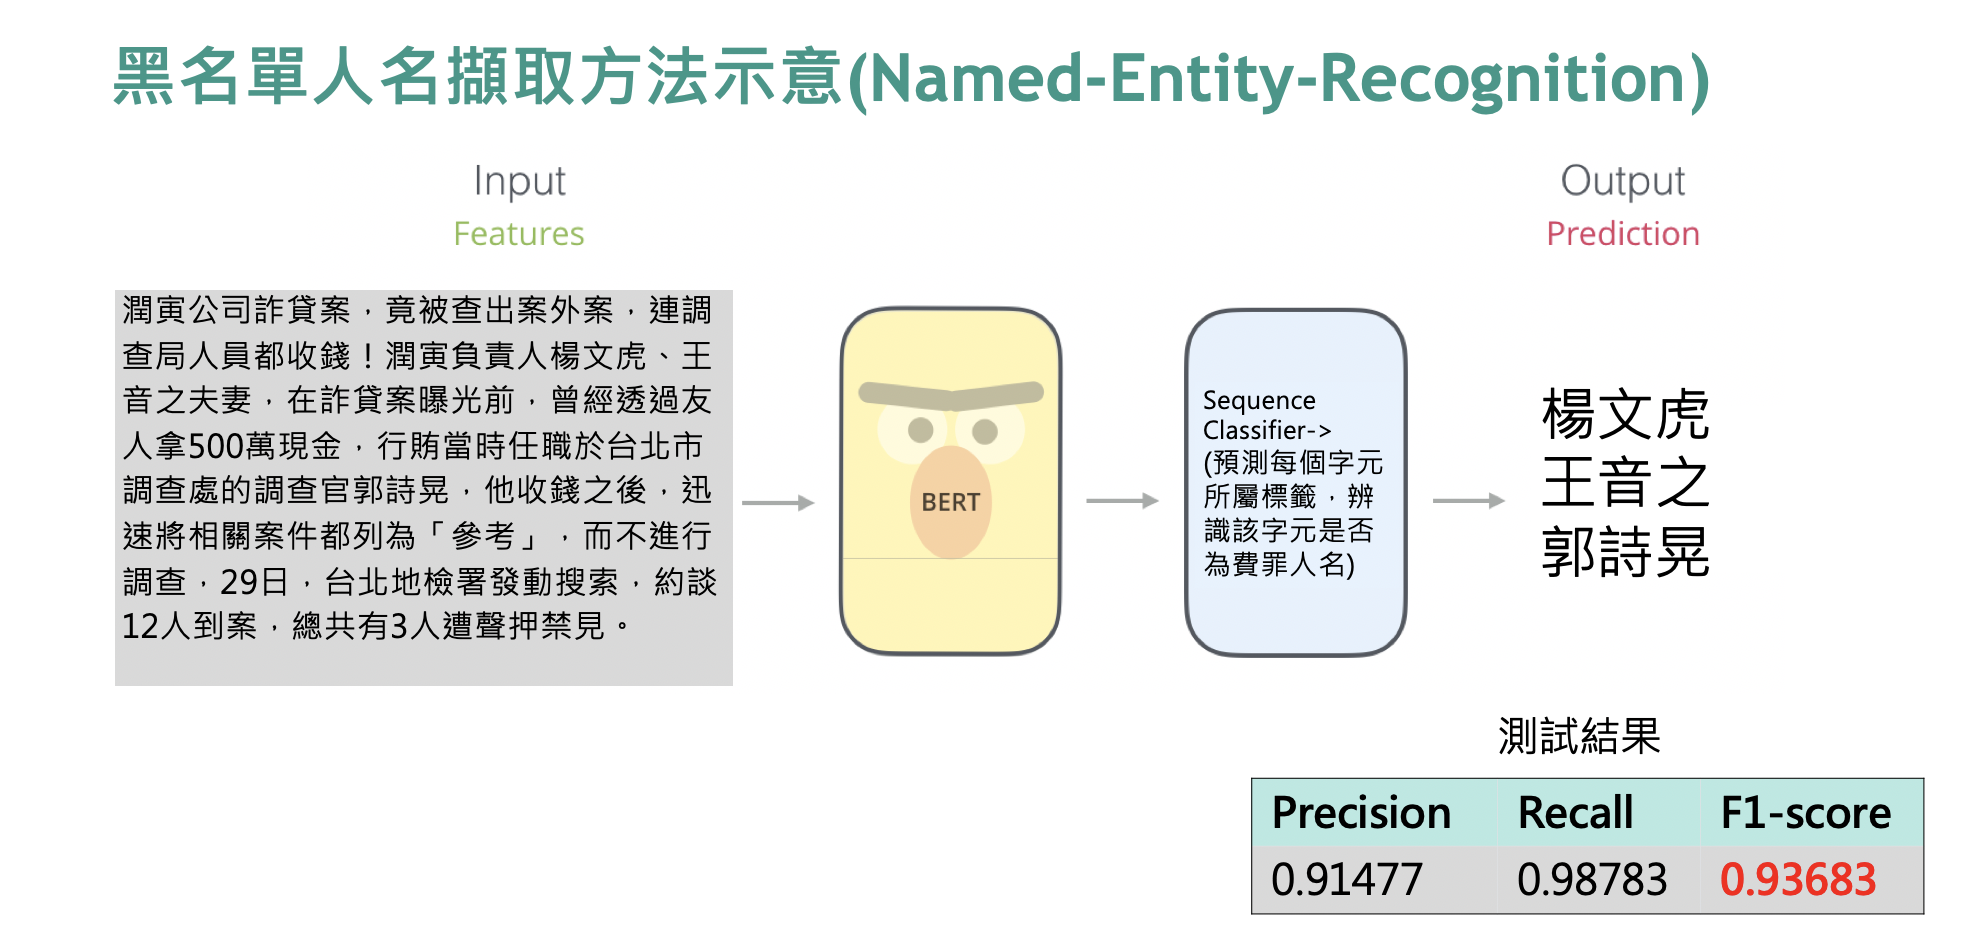 黑名單人名擷取方法示意(Named-Entity-Recognition)
Input
Features
Output
Prediction
潤寅公司詐貸案，竟被查出案外案，連調
查局人員都收錢！潤寅負責人楊文虎、王
音之夫妻，在詐貸案曝光前，曾經透過友
人拿500萬現金，行賄當時任職於台北市
調查處的調查官郭詩晃，他收錢之後，迅
速將相關案件都列為「參考」，而不進行
調查，29日，台北地檢署發動搜索，約談
12人到案，總共有3人遭聲押禁見。
BERT
Sequence
Classifier->
(預測每個字元
所屬標籤，辨
識該字元是否
為費罪人名)
楊文虎
王音之
郭詩晃
測試結果
Precision Recall F1-score
0.91477 0.98783 0.93683